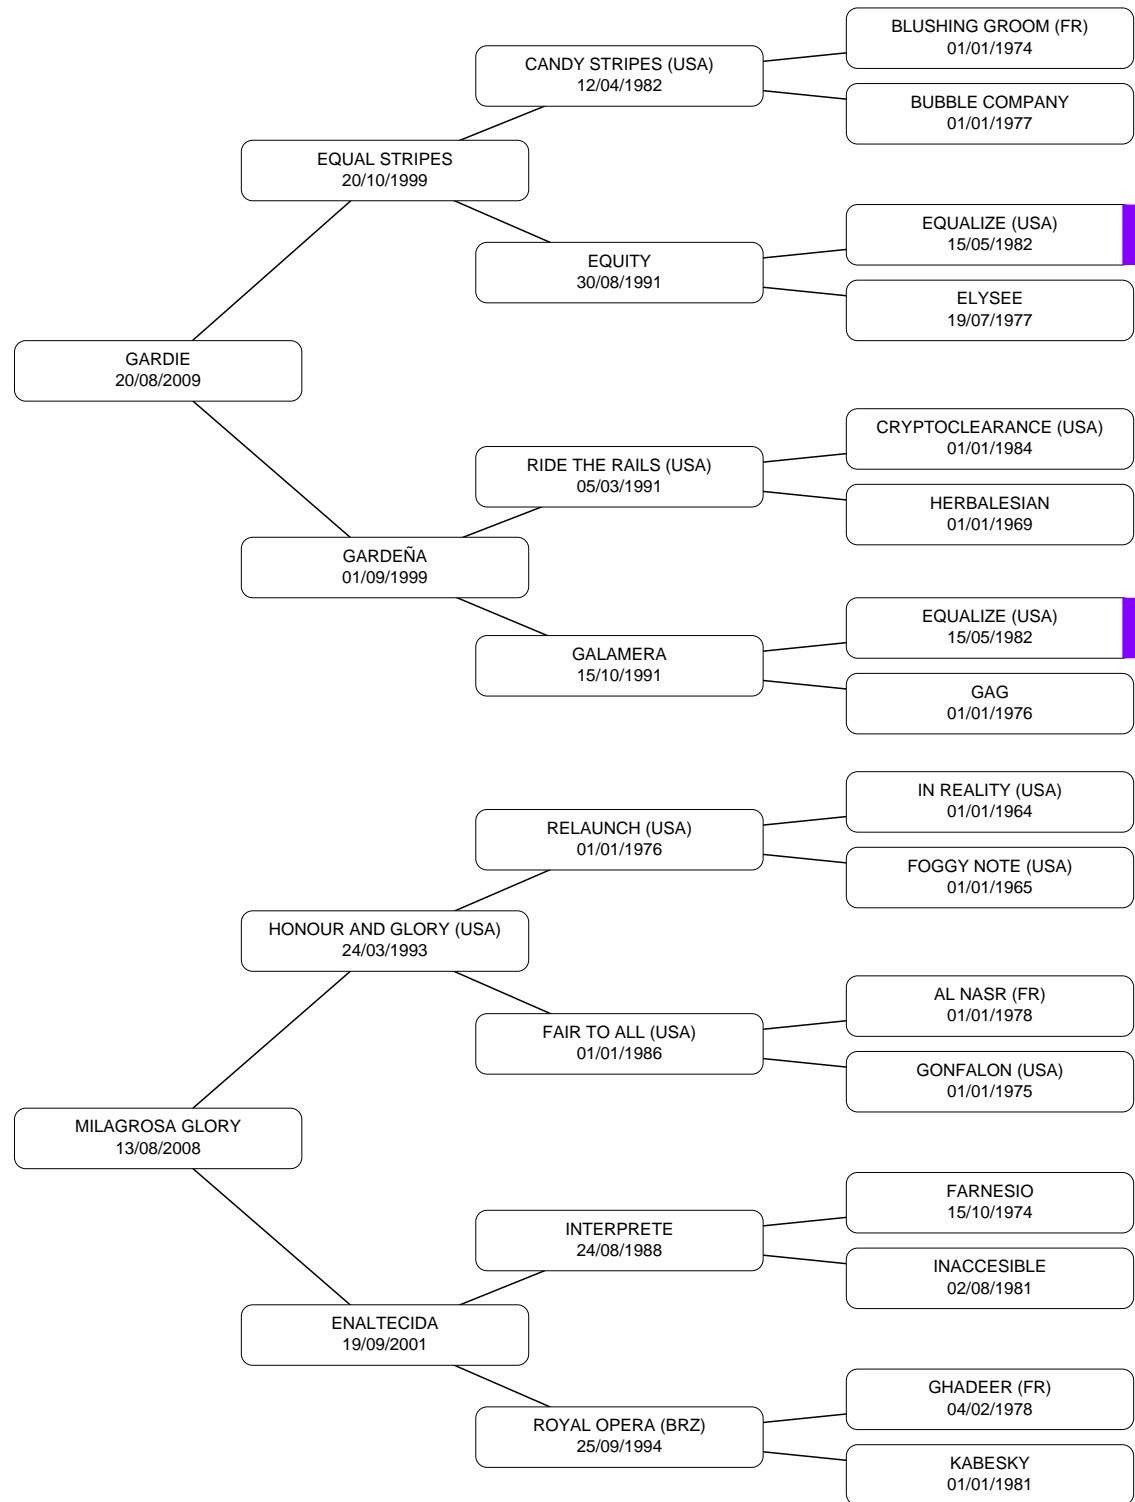 BLUSHING GROOM (FR)
01/01/1974
CANDY STRIPES (USA)
12/04/1982
BUBBLE COMPANY
01/01/1977
EQUAL STRIPES
20/10/1999
EQUALIZE (USA)
15/05/1982
EQUITY
30/08/1991
ELYSEE
19/07/1977
GARDIE
20/08/2009
CRYPTOCLEARANCE (USA)
01/01/1984
RIDE THE RAILS (USA)
05/03/1991
HERBALESIAN
01/01/1969
GARDEÑA
01/09/1999
EQUALIZE (USA)
15/05/1982
GALAMERA
15/10/1991
GAG
01/01/1976
IN REALITY (USA)
01/01/1964
RELAUNCH (USA)
01/01/1976
FOGGY NOTE (USA)
01/01/1965
HONOUR AND GLORY (USA)
24/03/1993
AL NASR (FR)
01/01/1978
FAIR TO ALL (USA)
01/01/1986
GONFALON (USA)
01/01/1975
MILAGROSA GLORY
13/08/2008
FARNESIO
15/10/1974
INTERPRETE
24/08/1988
INACCESIBLE
02/08/1981
ENALTECIDA
19/09/2001
GHADEER (FR)
04/02/1978
ROYAL OPERA (BRZ)
25/09/1994
KABESKY
01/01/1981